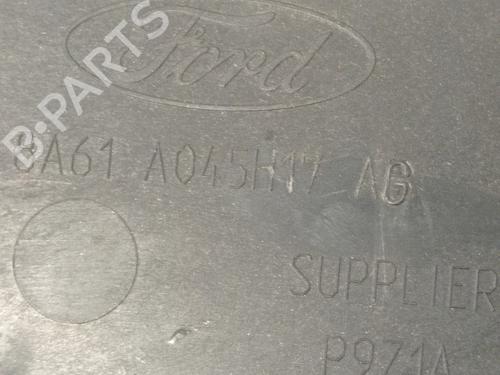 Ford
8A61 A045H17 AG
SUPPLIER
P971A
B-PARTS